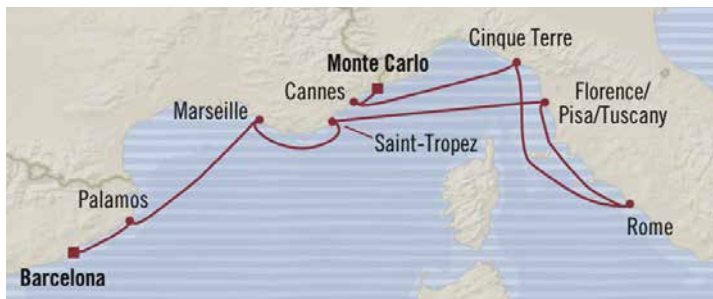 Cinque Terre
Monte Carlo
Cannes
Florence/
Pisa/Tuscany
Marseille
Saint-Tropez
Palamos
Rome
Barcelona